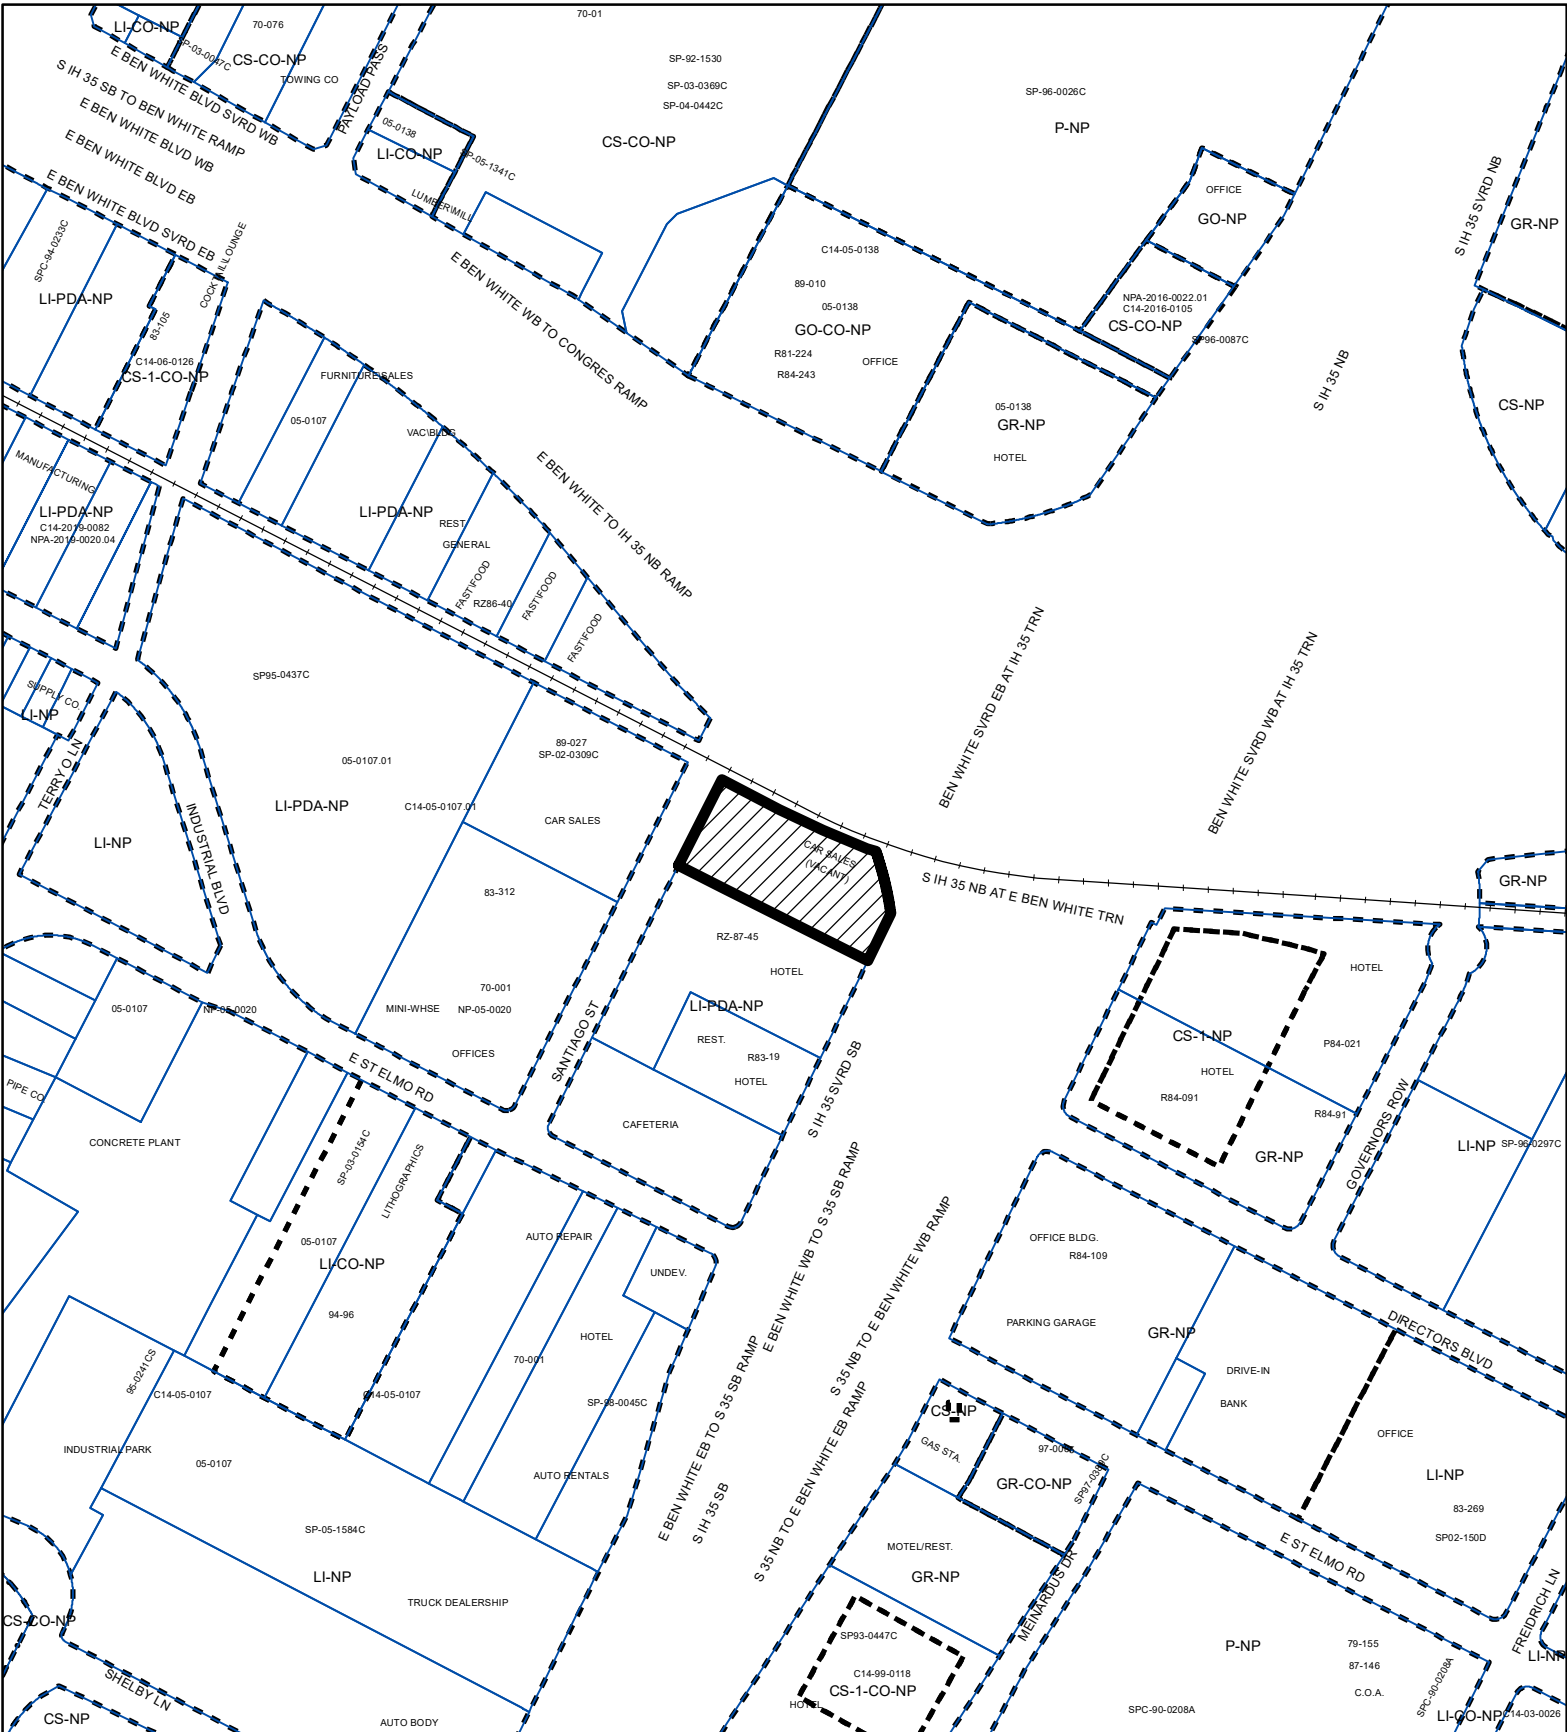 70-01
LI-CO-NP
70-076
SP-03-0047C
CS-CO-NP
TOWING CO
PAYLOAD PASS
E BEN WHITE BLVD SVRD WB
S IH 35 SB TO BEN WHITE RAMP
E BEN WHITE BLVD WB
E BEN WHITE BLVD EB
E BEN WHITE BLVD SVRD EB
SP-92-1530
SP-03-0369C
SP-04-0442C
CS-CO-NP
05-0138
LI-CO-NP
SP-05-1341C
LUMBER\MILL
SP-96-0026C
P-NP
OFFICE
GO-NP
S IH 35 SVRD NB
GR-NP
SPC-94-0233C
LI-PDA-NP
COCKTAIL\LOUNGE
83-105
C14-06-0126
CS-1-CO-NP
E BEN WHITE WB TO CONGRES RAMP
C14-05-0138
89-010
05-0138
GO-CO-NP
R81-224
R84-243
OFFICE
NPA-2016-0022.01
C14-2016-0105
CS-CO-NP
SP96-0087C
S IH 35 NB
CS-NP
05-0138
GR-NP
HOTEL
FURNITURE\SALES
05-0107
VAC\BLDG
LI-PDA-NP
REST
GENERAL
FAST\FOOD
RZ86-40
FAST\FOOD
FAST\FOOD
E BEN WHITE TO IH 35 NB RAMP
MANUFACTURING
LI-PDA-NP
C14-2019-0082
NPA-2019-0020.04
SUPPLY CO.
LI-NP
TERRY O LN
LI-NP
INDUSTRIAL BLVD
SP95-0437C
05-0107.01
LI-PDA-NP
C14-05-0107.01
89-027
SP-02-0309C
CAR SALES
83-312
CAR SALES
(VACANT)
BEN WHITE SVRD EB AT IH 35 TRN
BEN WHITE SVRD WB AT IH 35 TRN
S IH 35 NB AT E BEN WHITE TRN
GR-NP
RZ-87-45
HOTEL
LI-PDA-NP
REST.
R83-19
HOTEL
CAFETERIA
SANTIAGO ST
S IH 35 SVRD SB
70-001
MINI-WHSE
NP-05-0020
OFFICES
05-0107
NP-05-0020
E ST ELMO RD
PIPE CO
CONCRETE PLANT
HOTEL
CS-1-NP
P84-021
HOTEL
R84-091
R84-91
GR-NP
GOVERNORS ROW
LI-NP
SP-96-0297C
SP-03-0154C
LITHOGRAPHICS
05-0107
LI-CO-NP
94-96
AUTO REPAIR
UNDEV.
HOTEL
70-001
SP-98-0045C
AUTO RENTALS
E BEN WHITE WB TO S 35 SB RAMP
E BEN WHITE EB TO S 35 SB RAMP
S IH 35 SB
S 35 NB TO E BEN WHITE WB RAMP
S 35 NB TO E BEN WHITE EB RAMP
OFFICE BLDG.
R84-109
PARKING GARAGE
GR-NP
DRIVE-IN
BANK
DIRECTORS BLVD
OFFICE
LI-NP
83-269
SP02-150D
95-0241CS
C14-05-0107
C14-05-0107
INDUSTRIAL PARK
05-0107
SP-05-1584C
LI-NP
TRUCK DEALERSHIP
CS-NP
GAS STA.
GR-CO-NP
MOTEL/REST.
GR-NP
MEINARDUS DR
E ST ELMO RD
FREIDRICH LN
SP93-0447C
C14-99-0118
CS-1-CO-NP
HOTEL
P-NP
79-155
87-146
C.O.A.
SPC-90-0208A
SPC-90-0208A
LI-NP
LI-CO-NP
C14-03-0026
CS-CO-NP
SHELBY LN
CS-NP
AUTO BODY